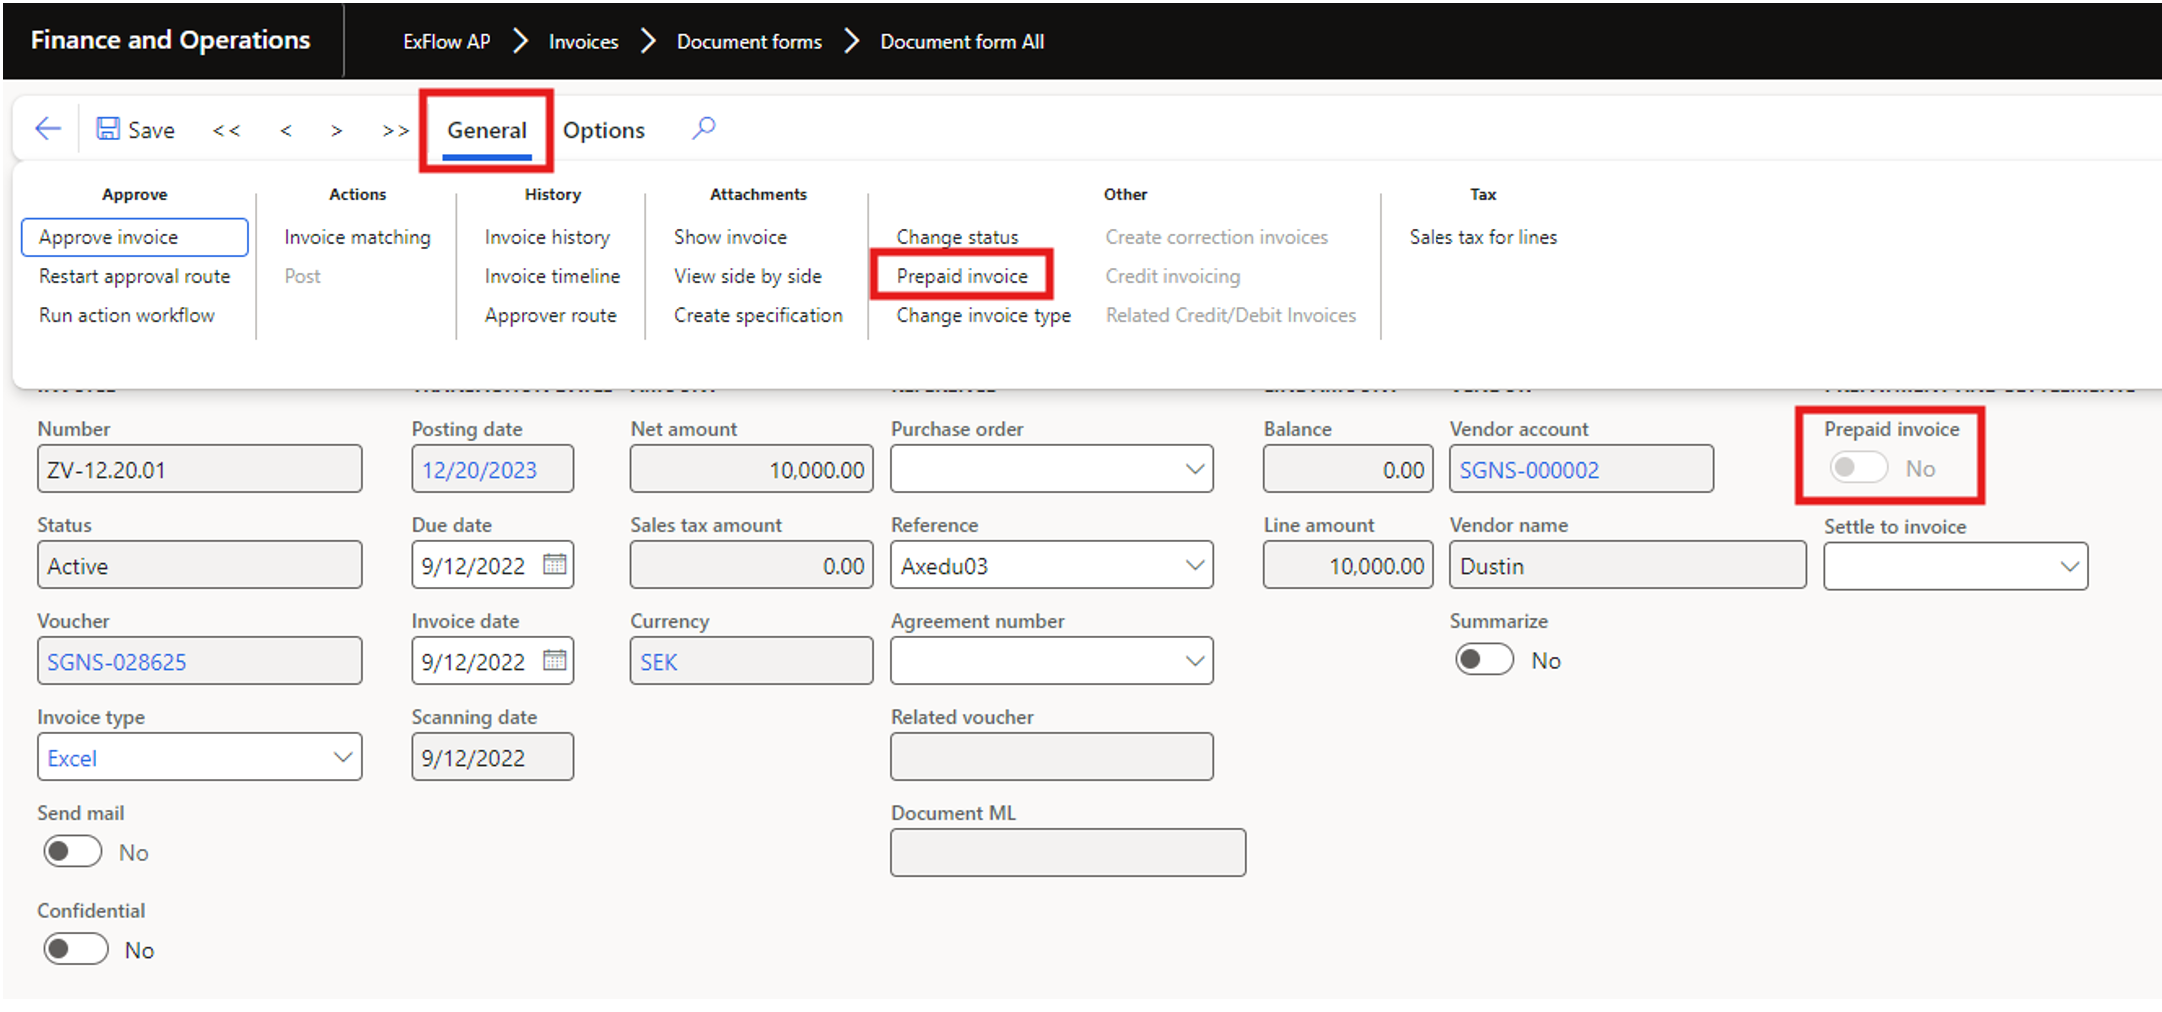 Finance and Operations
ExFlow AP > Invoices > Document forms > Document form All
Save << < > >> General Options
Approve
Approve invoice
Restart approval route
Run action workflow
Actions
Invoice matching
Post
History
Invoice history
Invoice timeline
Approver route
Attachments
Show invoice
View side by side
Create specification
Other
Change status
Prepaid invoice
Change invoice type
Create correction invoices
Credit invoicing
Related Credit/Debit Invoices
Tax
Sales tax for lines
Number
ZV-12.20.01
Status
Active
Voucher
SGNS-028625
Invoice type
Excel
Send mail
No
Confidential
No
Posting date
12/20/2023
Due date
9/12/2022
Invoice date
9/12/2022
Scanning date
9/12/2022
Net amount
10,000.00
Sales tax amount
0.00
Currency
SEK
Purchase order
Reference
Axedu03
Agreement number
Related voucher
Document ML
Balance
0.00
Line amount
10,000.00
Vendor account
SGNS-000002
Vendor name
Dustin
Summarize
No
Prepaid invoice
No
Settle to invoice